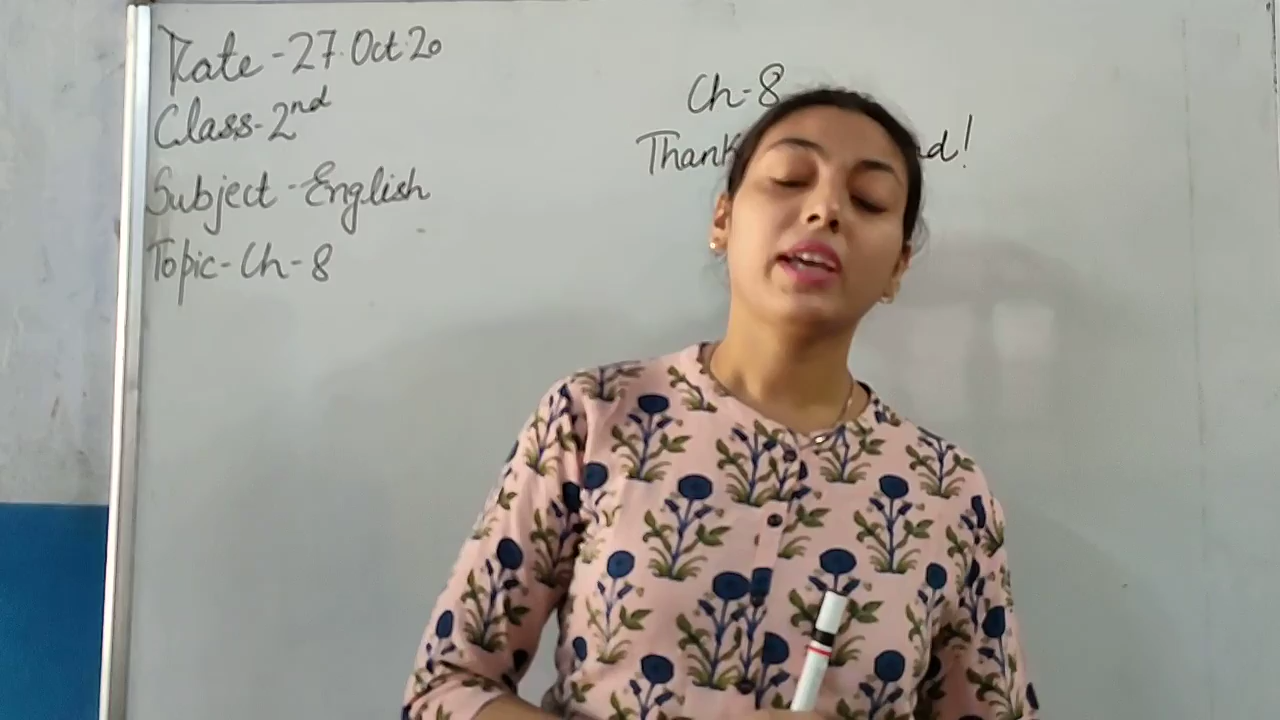 Date - 27 Oct 20
Class - 2nd
Subject - English
Topic - Ch - 8
Ch - 8
Thank